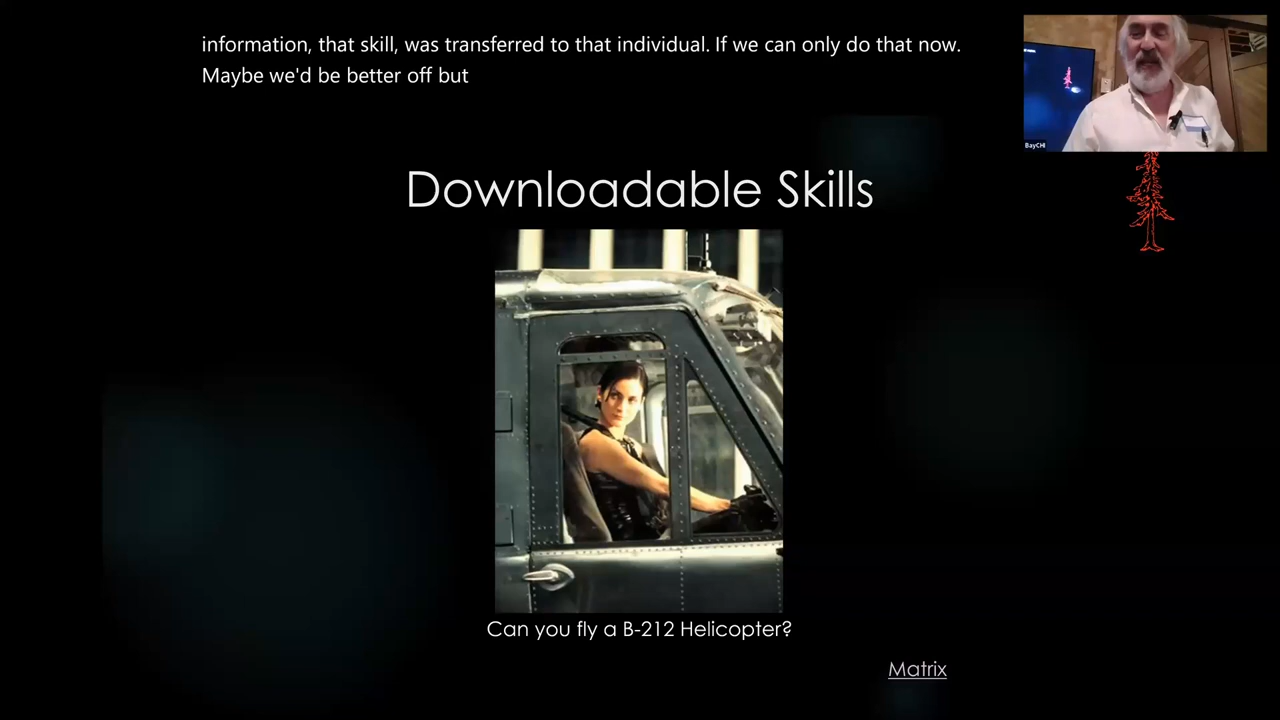 information, that skill, was transferred to that individual. If we can only do that now.
Maybe we'd be better off but
BayCHI
Downloadable Skills
Can you fly a B-212 Helicopter?
Matrix